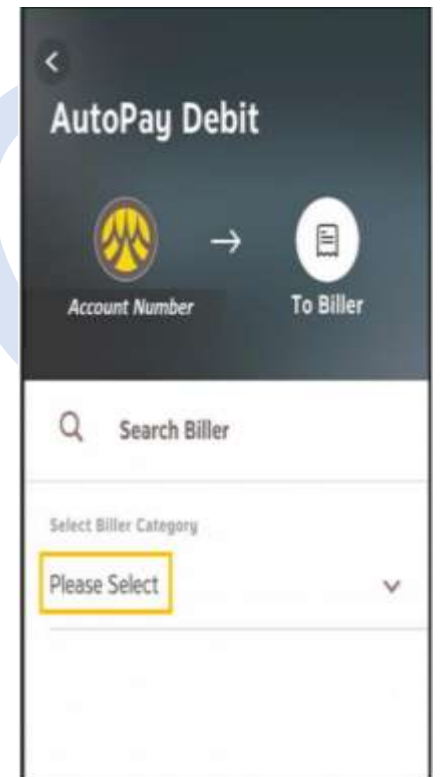 AutoPay Debit
Account Number
To Biller
Search Biller
Select Biller Category
Please Select